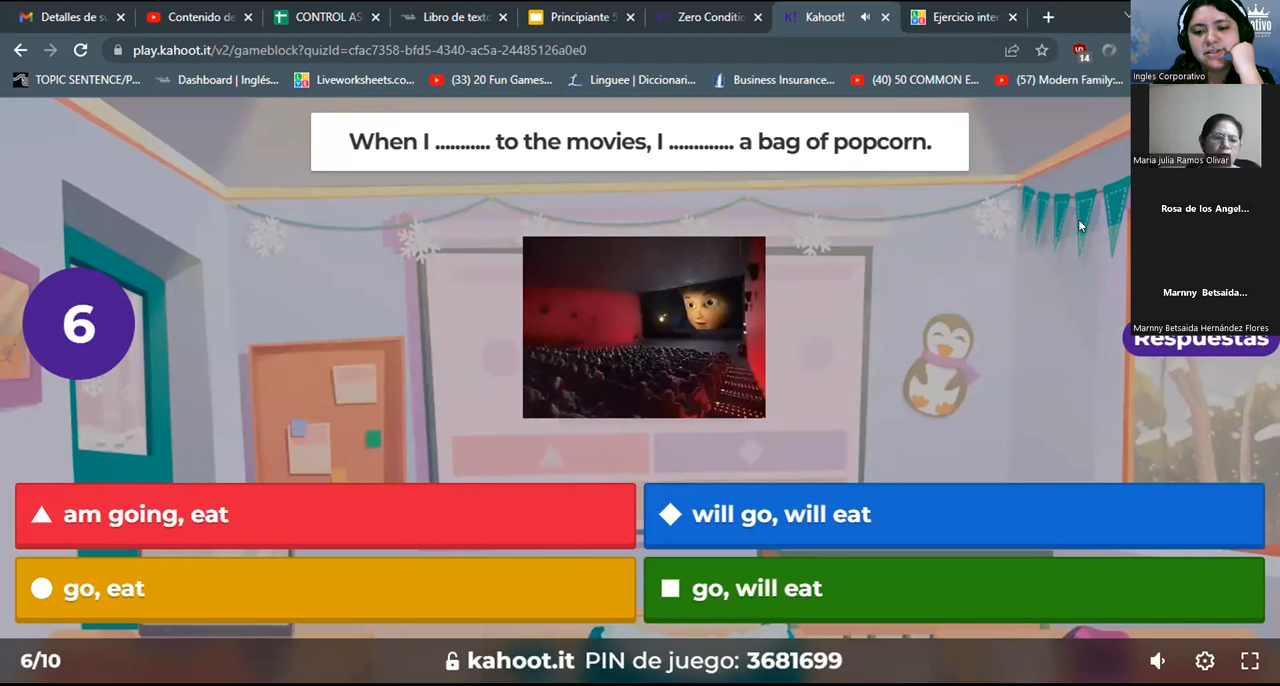 Detalles de su
Contenido de
CONTROL AS
Libro de texto
Principiante 5
Zero Conditio
Kahoot!
Ejercicio inter
play.kahoot.it/v2/gameblock?quizId=cfac7358-bfd5-4340-ac5a-24485126a0e0
14
TOPIC SENTENCE/P...
Dashboard | Inglés...
Liveworksheets.co...
(33) 20 Fun Games...
Linguee | Diccionari...
Business Insurance...
(40) 50 COMMON E...
(57) Modern Family:...
Ingles Corporativo
Maria julia Ramos Olivar
Rosa de los Angel...
Marnny Betsaida...
Marnny Betsaida Hernández Flores
When I ........... to the movies, I ............. a bag of popcorn.
6
Respuestas
am going, eat
will go, will eat
go, eat
go, will eat
6/10
kahoot.it PIN de juego: 3681699